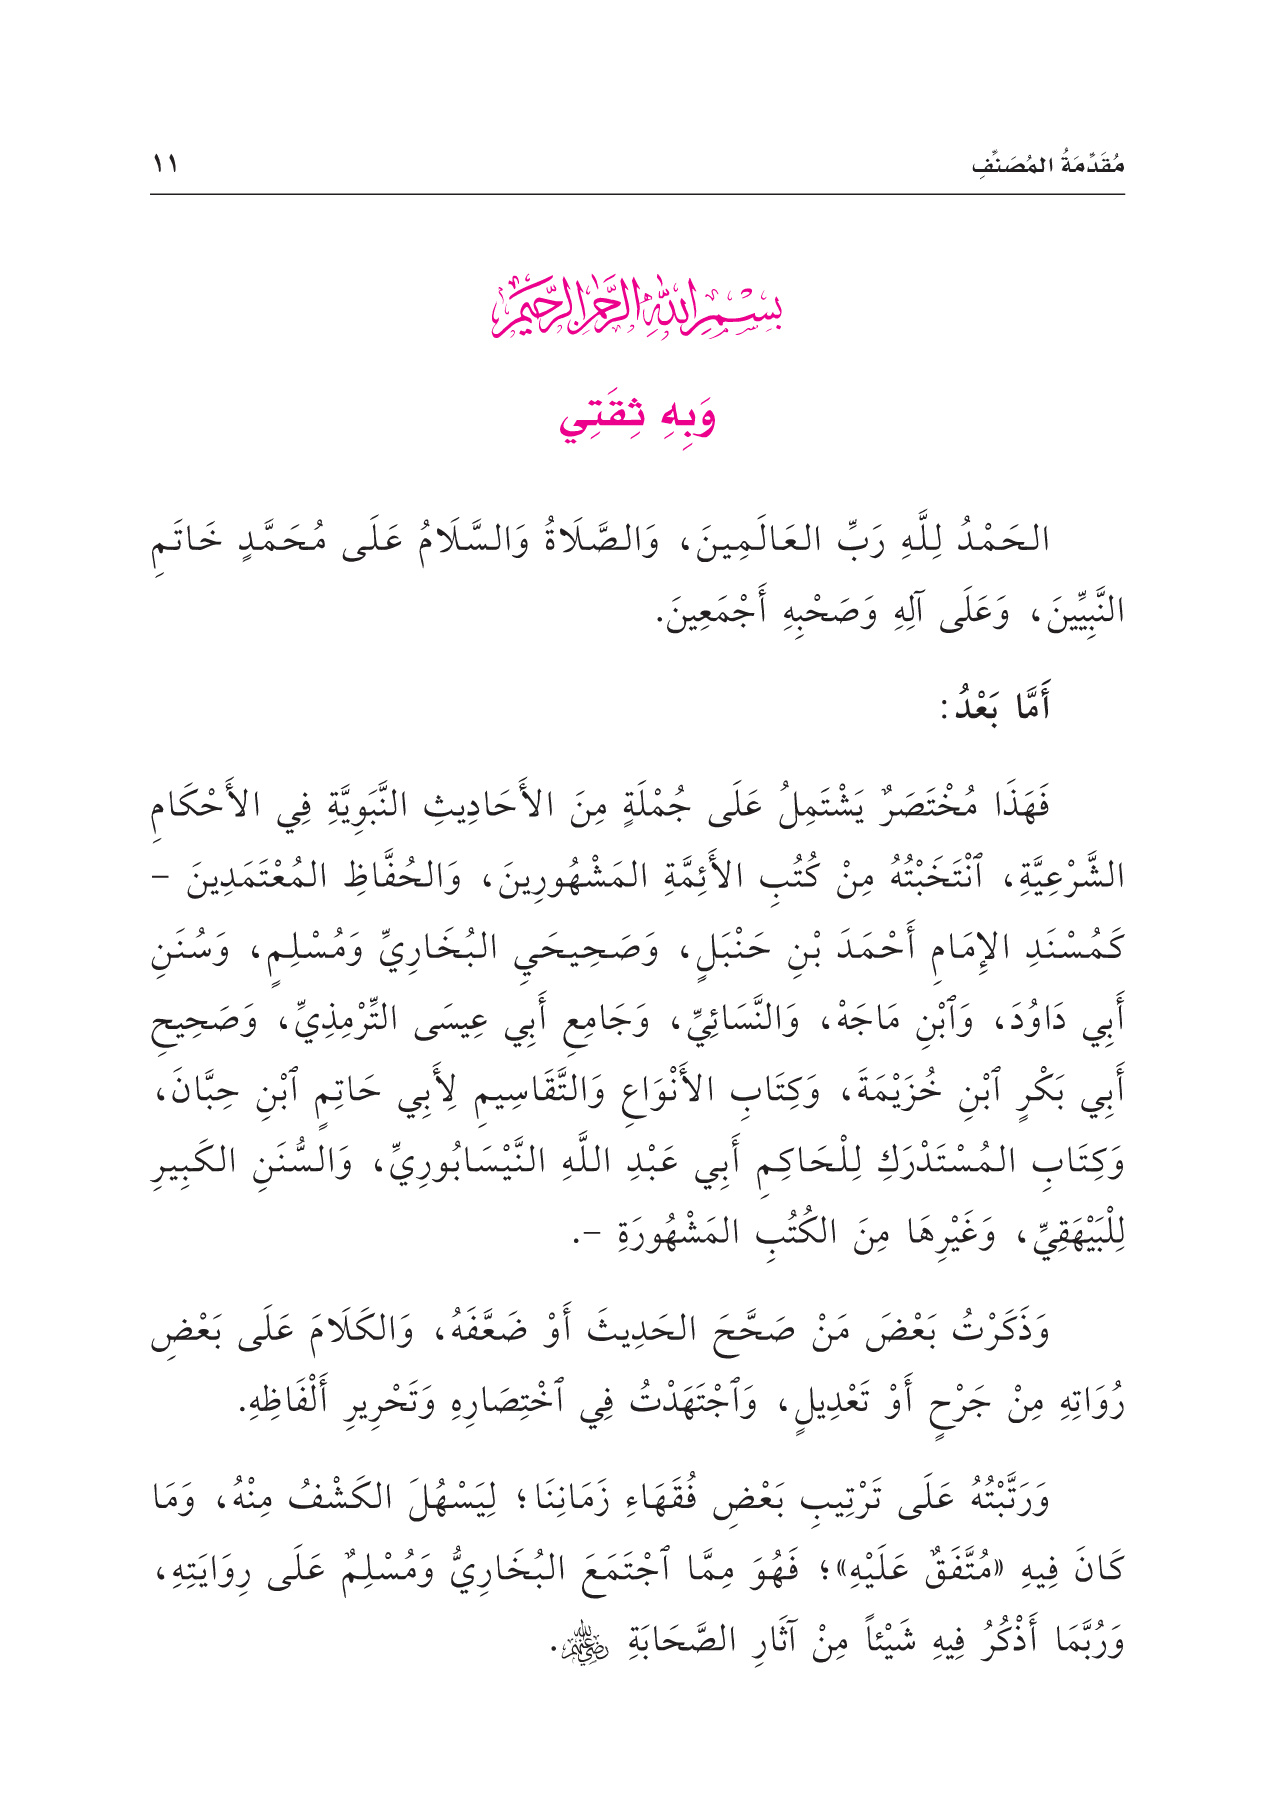 مُقَدِّمَةُ المُصَنِّفِ ١١
بِسْمِ اللَّهِ الرَّحْمَنِ الرَّحِيمِ
وَبِهِ ثِقَتِي
الحَمْدُ لِلَّهِ رَبِّ العَالَمِينَ، وَالصَّلَاةُ وَالسَّلَامُ عَلَى مُحَمَّدٍ خَاتَمِ
النَّبِيِّينَ، وَعَلَى آلِهِ وَصَحْبِهِ أَجْمَعِينَ.
أَمَّا بَعْدُ:
فَهَذَا مُخْتَصَرٌ يَشْتَمِلُ عَلَى جُمْلَةٍ مِنَ الأَحَادِيثِ النَّبَوِيَّةِ فِي الأَحْكَامِ
الشَّرْعِيَّةِ، ٱنْتَخَبْتُهُ مِنْ كُتُبِ الأَئِمَّةِ المَشْهُورِينَ، وَالحُفَّاظِ المُعْتَمَدِينَ –
كَمُسْنَدِ الإِمَامِ أَحْمَدَ بْنِ حَنْبَلٍ، وَصَحِيحَيِ البُخَارِيِّ وَمُسْلِمٍ، وَسُنَنِ
أَبِي دَاوُدَ، وَٱبْنِ مَاجَهْ، وَالنَّسَائِيِّ، وَجَامِعِ أَبِي عِيسَى التِّرْمِذِيِّ، وَصَحِيحِ
أَبِي بَكْرٍ ٱبْنِ خُزَيْمَةَ، وَكِتَابِ الأَنْوَاعِ وَالتَّقَاسِيمِ لِأَبِي حَاتِمٍ ٱبْنِ حِبَّانَ،
وَكِتَابِ المُسْتَدْرَكِ لِلْحَاكِمِ أَبِي عَبْدِ اللَّهِ النَّيْسَابُورِيِّ، وَالسُّنَنِ الكَبِيرِ
لِلْبَيْهَقِيِّ، وَغَيْرِهَا مِنَ الكُتُبِ المَشْهُورَةِ –.
وَذَكَرْتُ بَعْضَ مَنْ صَحَّحَ الحَدِيثَ أَوْ ضَعَّفَهُ، وَالكَلَامَ عَلَى بَعْضِ
رُوَاتِهِ مِنْ جَرْحٍ أَوْ تَعْدِيلٍ، وَٱجْتَهَدْتُ فِي ٱخْتِصَارِهِ وَتَحْرِيرِ أَلْفَاظِهِ.
وَرَتَّبْتُهُ عَلَى تَرْتِيبِ بَعْضِ فُقَهَاءِ زَمَانِنَا؛ لِيَسْهُلَ الكَشْفُ مِنْهُ، وَمَا
كَانَ فِيهِ «مُتَّفَقٌ عَلَيْهِ»؛ فَهُوَ مِمَّا ٱجْتَمَعَ البُخَارِيُّ وَمُسْلِمٌ عَلَى رِوَايَتِهِ،
وَرُبَّمَا أَذْكُرُ فِيهِ شَيْئاً مِنْ آثَارِ الصَّحَابَةِ رضي الله عنهم.